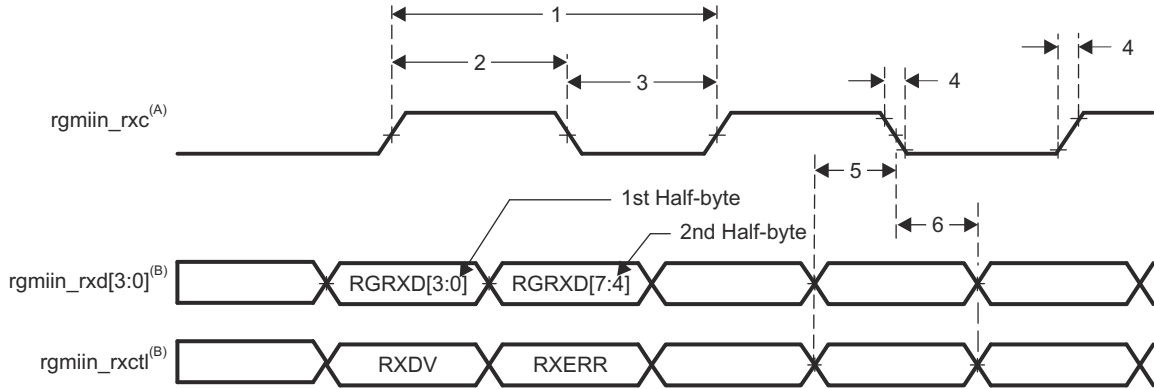 1
4
2
3
4
rgmiin_rxc(A)
5
1st Half-byte
6
2nd Half-byte
rgmiin_rxd[3:0](B)
RGRXD[3:0]
RGRXD[7:4]
rgmiin_rxctl(B)
RXDV
RXERR